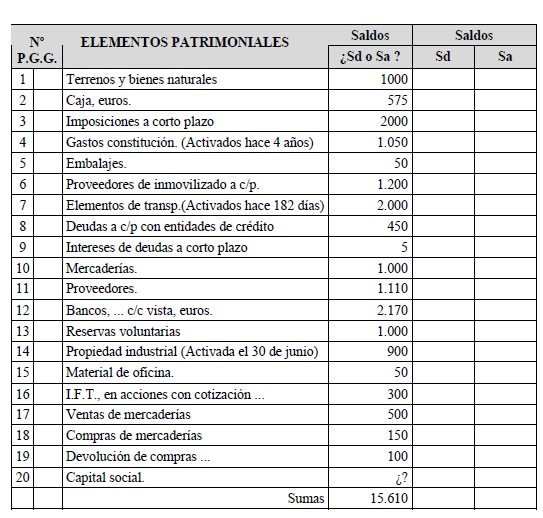 Nº P.G.G. ELEMENTOS PATRIMONIALES Saldos Saldos
¿Sd o Sa ? Sd Sa
1 Terrenos y bienes naturales 1000
2 Caja, euros. 575
3 Imposiciones a corto plazo 2000
4 Gastos constitución. (Activados hace 4 años) 1.050
5 Embalajes. 50
6 Proveedores de inmovilizado a c/p. 1.200
7 Elementos de transp.(Activados hace 182 días) 2.000
8 Deudas a c/p con entidades de crédito 450
9 Intereses de deudas a corto plazo 5
10 Mercaderías. 1.000
11 Proveedores. 1.110
12 Bancos, ... c/c vista, euros. 2.170
13 Reservas voluntarias 1.000
14 Propiedad industrial (Activada el 30 de junio) 900
15 Material de oficina. 50
16 I.F.T., en acciones con cotización ... 300
17 Ventas de mercaderías 500
18 Compras de mercaderías 150
19 Devolución de compras ... 100
20 Capital social. ¿?
Sumas 15.610